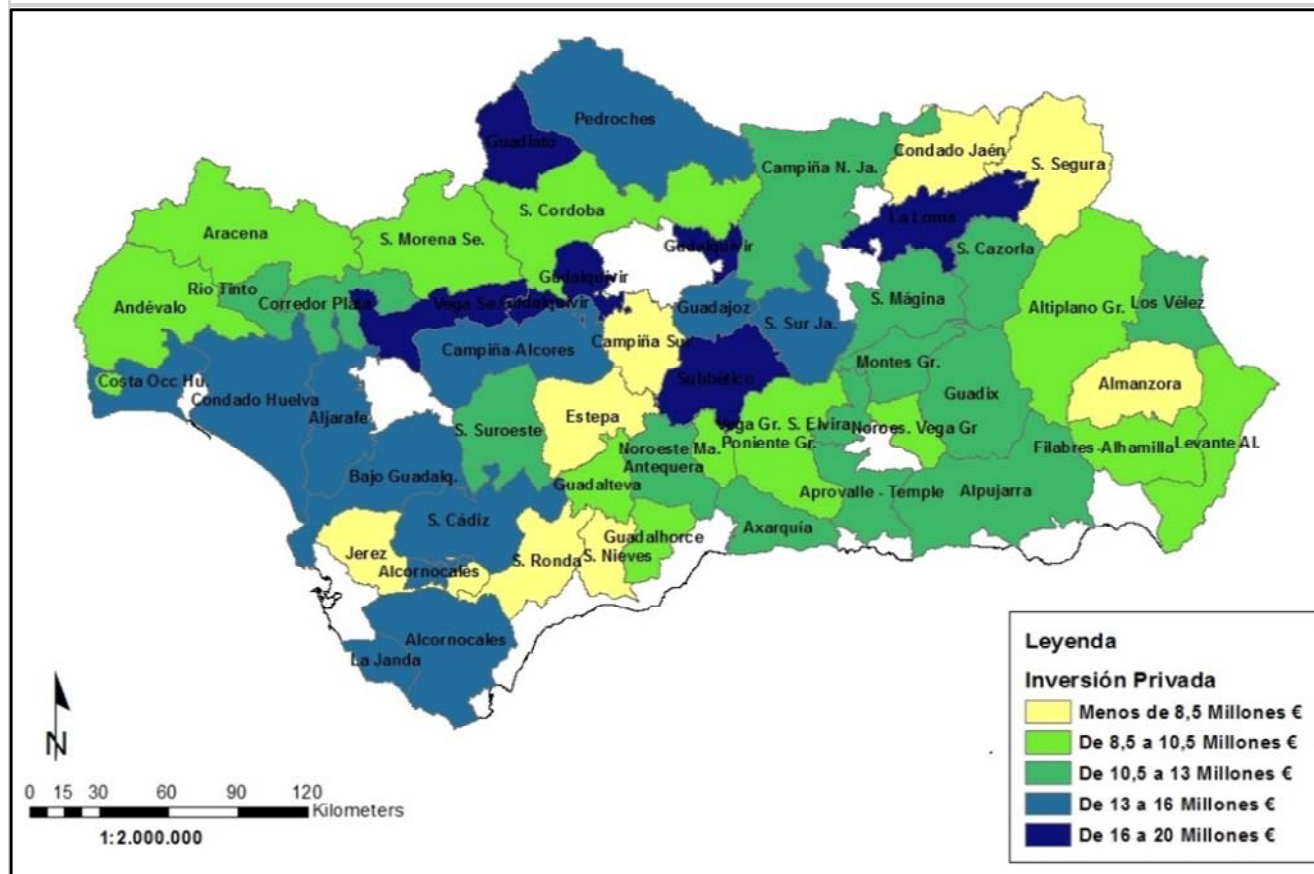 Pedroches
Guadiato
Condado Jaén
Campiña N. Ja.
S. Segura
S. Cordoba
La Loma
Aracena
S. Morena Se.
Guadalquivir
S. Cazorla
Guadalquivir
Río Tinto
Corredor Plata
Vega Se.
Guadalquivir
Guadajoz
S. Mágina
Altiplano Gr.
Los Vélez
Andévalo
S. Sur Ja.
Campiña Sur
Campiña-Alcores
Montes Gr.
Costa Occ Hu.
Condado Huelva
Subbético
Almanzora
Aljarafe
Estepa
Guadix
S. Suroeste
Vega Gr. S. Elvira
Noroes. Vega Gr
Poniente Gr.
Noroeste Ma.
Antequera
Filabres-Alhamilla
Levante AL
Bajo Guadalq.
Guadalteva
Aprovalle - Temple
Alpujarra
S. Cádiz
Axarquía
Guadalhorce
Jerez
S. Ronda
S. Nieves
Alcornocales
Alcornocales
La Janda
N
0 15 30 60 90 120
Kilometers
1:2.000.000
Leyenda
Inversión Privada
Menos de 8,5 Millones €
De 8,5 a 10,5 Millones €
De 10,5 a 13 Millones €
De 13 a 16 Millones €
De 16 a 20 Millones €